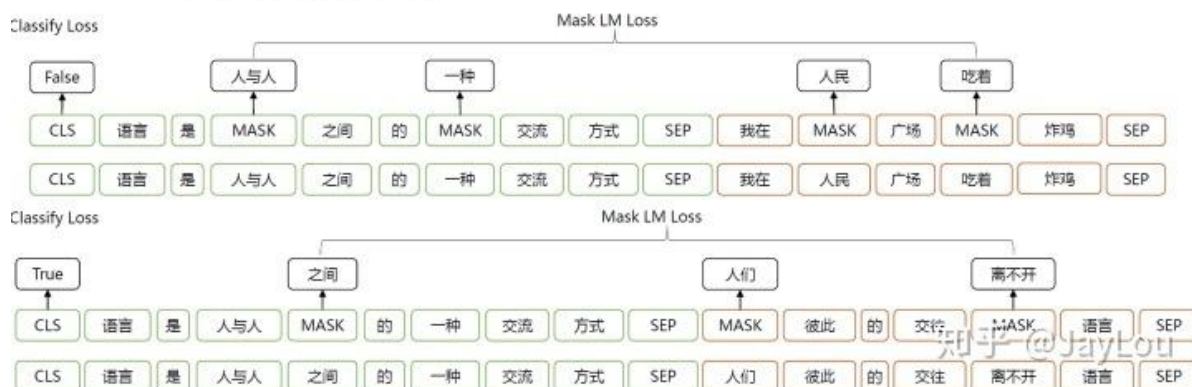 Mask LM Loss
Classify Loss
False 人与人 一种 人民 吃着
CLS 语言 是 MASK 之间 的 MASK 交流 方式 SEP 我在 MASK 广场 MASK 炸鸡 SEP
CLS 语言 是 人与人 之间 的 一种 交流 方式 SEP 我在 人民 广场 吃着 炸鸡 SEP
Classify Loss Mask LM Loss
True 之间 人们 离不开
CLS 语言 是 人与人 MASK 的 一种 交流 方式 SEP MASK 彼此 的 交往 MASK 语言 SEP
知乎 @JayLou
CLS 语言 是 人与人 之间 的 一种 交流 方式 SEP 人们 彼此 的 交往 离不开 语言 SEP